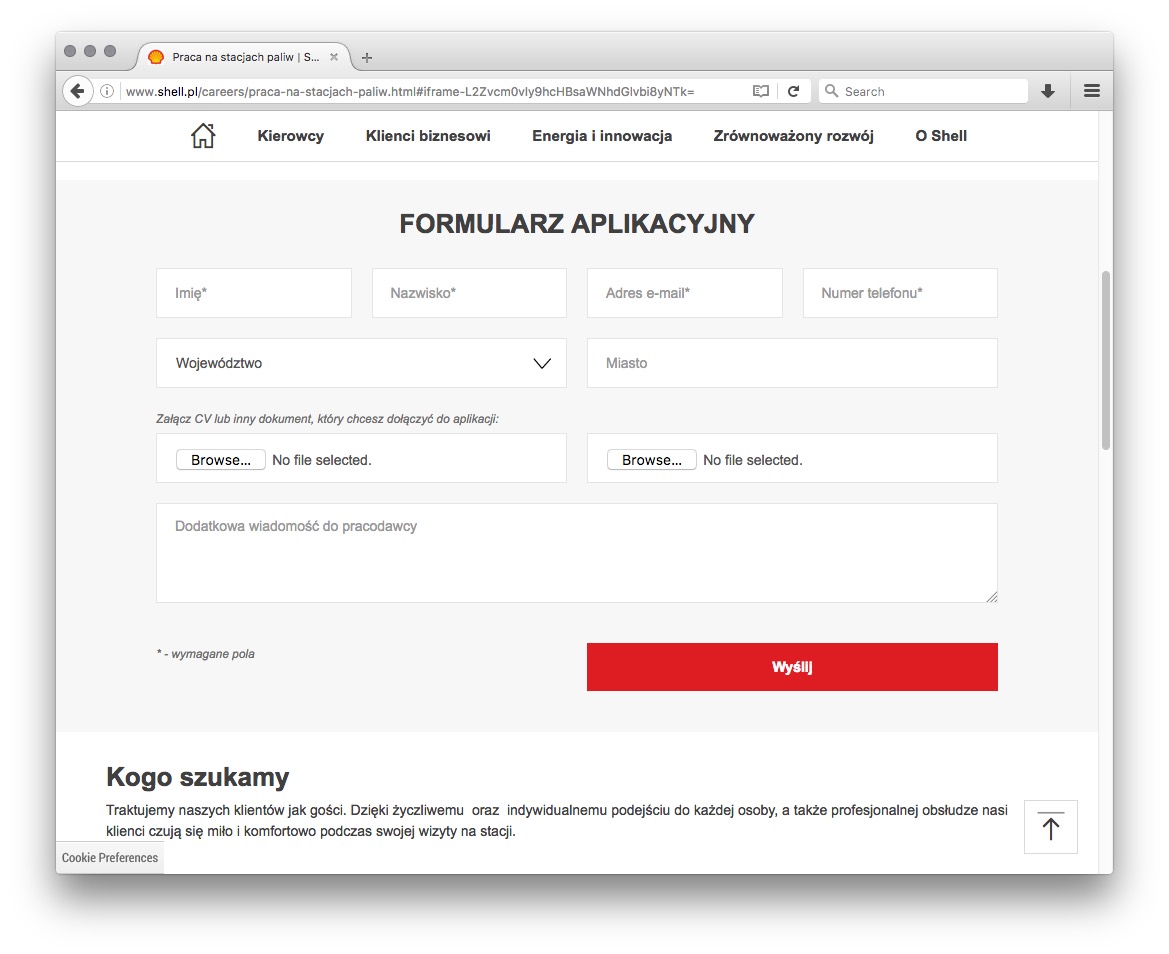 Praca na stacjach paliw | S...
www.shell.pl/careers/praca-na-stacjach-paliw.html#iframe-L2Zvcm0vly9hcHBsaWNhdGlvbi8yNTk=
Search
Kierowcy Klienci biznesowi Energia i innowacja Zrównoważony rozwój O Shell
FORMULARZ APLIKACYJNY
Imię* Nazwisko* Adres e-mail* Numer telefonu*
Województwo Miasto
Załącz CV lub inny dokument, który chcesz dołączyć do aplikacji:
Browse... No file selected. Browse... No file selected.
Dodatkowa wiadomość do pracodawcy
* - wymagane pola
Wyślij
Kogo szukamy
Traktujemy naszych klientów jak gości. Dzięki życzliwemu  oraz  indywidualnemu podejściu do każdej osoby, a także profesjonalnej obsłudze nasi
klienci czują się miło i komfortowo podczas swojej wizyty na stacji.
Cookie Preferences